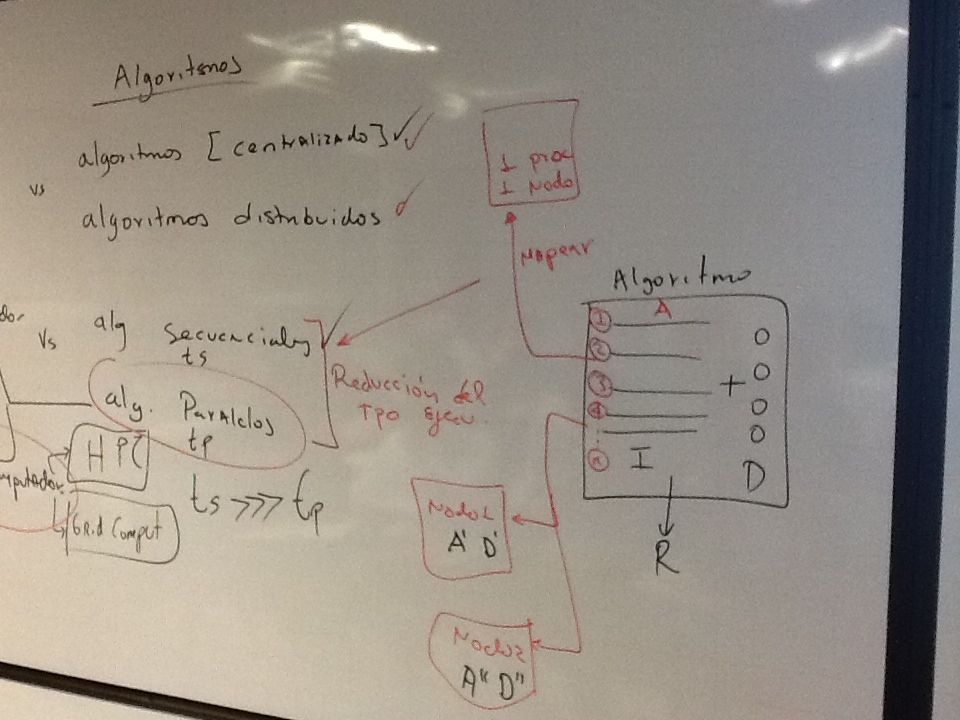 Algoritmos
algoritmos [centralizado]
vs
algoritmos distribuidos
1 proc
1 Nodo
Mapear
Algoritmo
A
1
2
3
4
n
+
I
D
R
dor
Vs
alg secuenciales
ts
alg. Paralelos
tp
Reducción del
TPO Ejecu.
HPC
mputador
Grid Comput
ts >>> tp
Nodo1
A' D'
Nodo2
A" D"